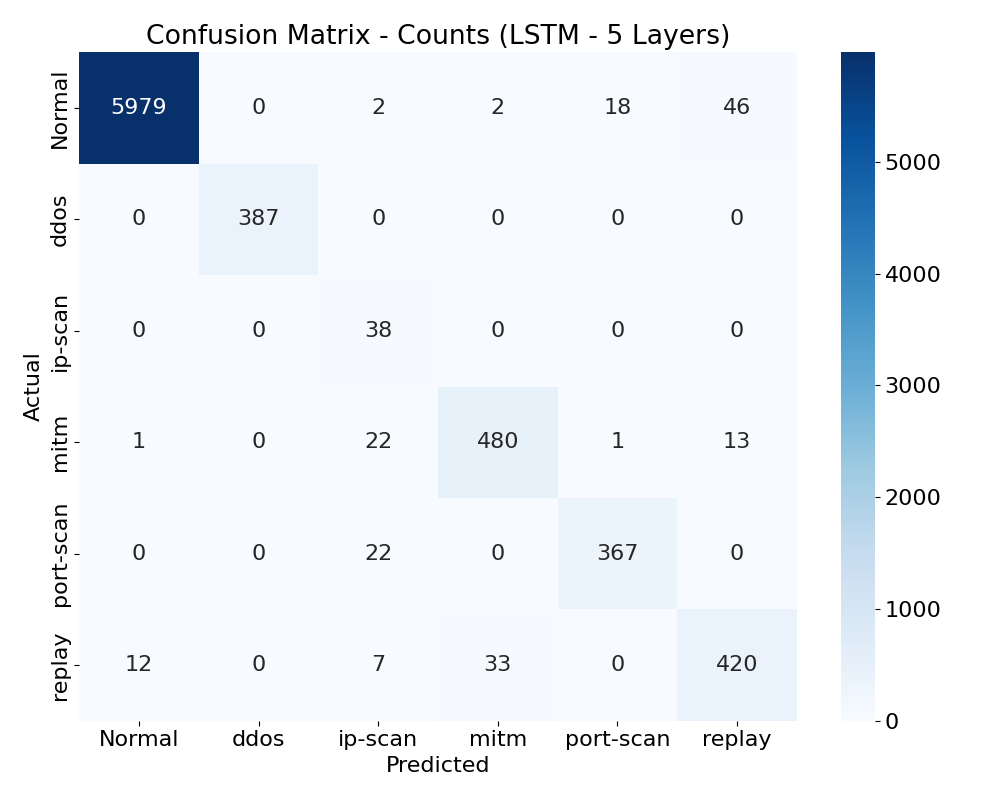 Confusion Matrix - Counts (LSTM - 5 Layers)
Normal 5979 0 2 2 18 46
ddos 0 387 0 0 0 0
ip-scan 0 0 38 0 0 0
mitm 1 0 22 480 1 13
port-scan 0 0 22 0 367 0
replay 12 0 7 33 0 420
Actual
Normal ddos ip-scan mitm port-scan replay
Predicted
5000
4000
3000
2000
1000
0